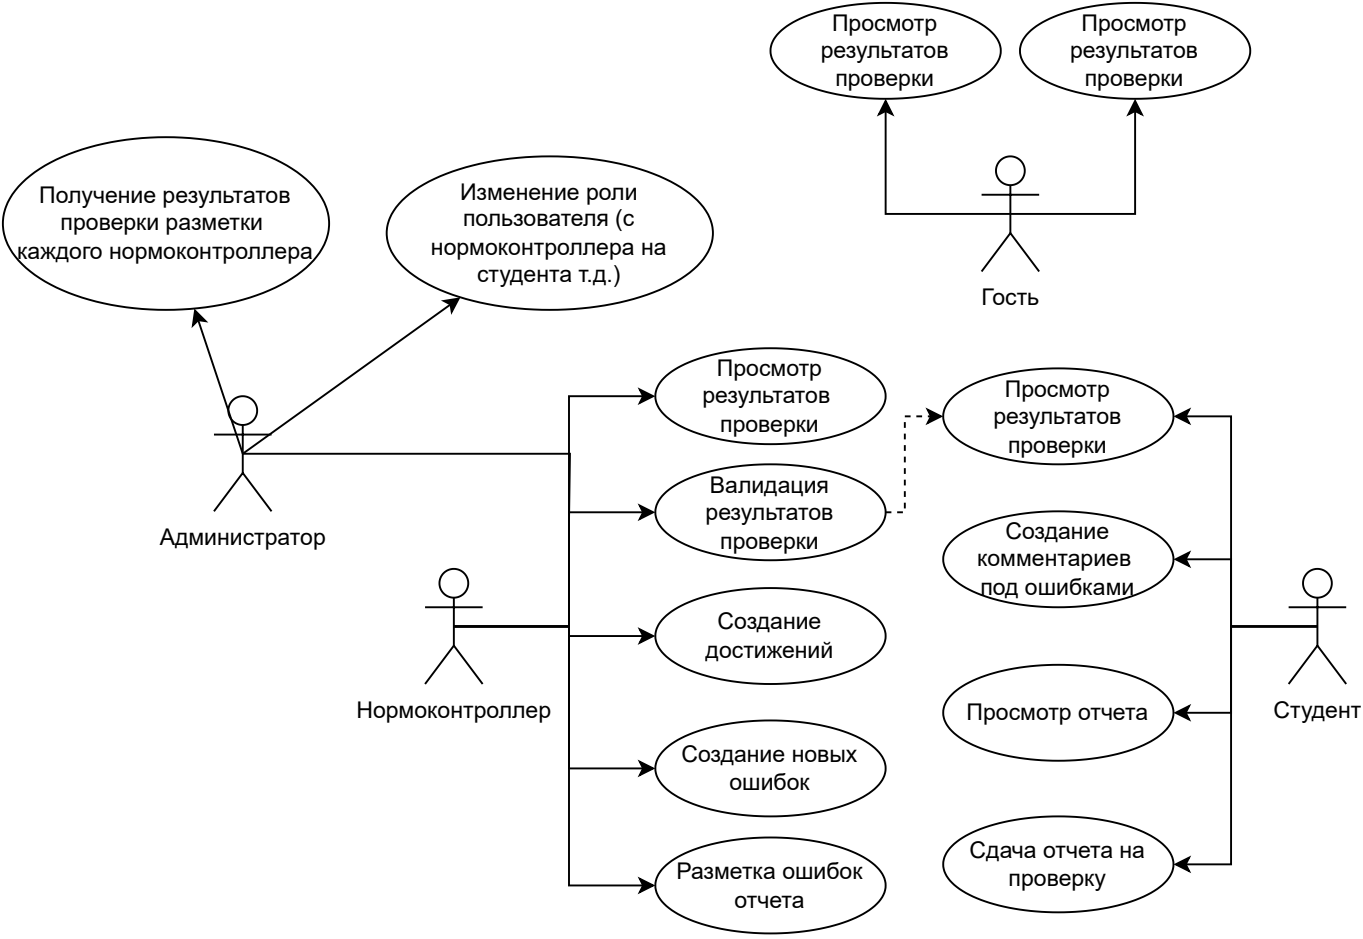 Просмотр
результатов
проверки
Просмотр
результатов
проверки
Получение результатов
проверки разметки
каждого нормоконтроллера
Изменение роли
пользователя (с
нормоконтроллера на
студента т.д.)
Гость
Просмотр
результатов
проверки
Просмотр
результатов
проверки
Валидация
результатов
проверки
Администратор
Создание
комментариев
под ошибками
Создание
достижений
Нормоконтроллер
Просмотр отчета
Студент
Создание новых
ошибок
Сдача отчета на
проверку
Разметка ошибок
отчета